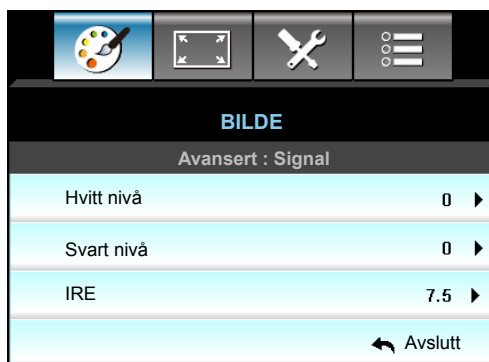 BILDE
Avansert : Signal
Hvitt nivå 0
Svart nivå 0
IRE 7.5
Avslutt